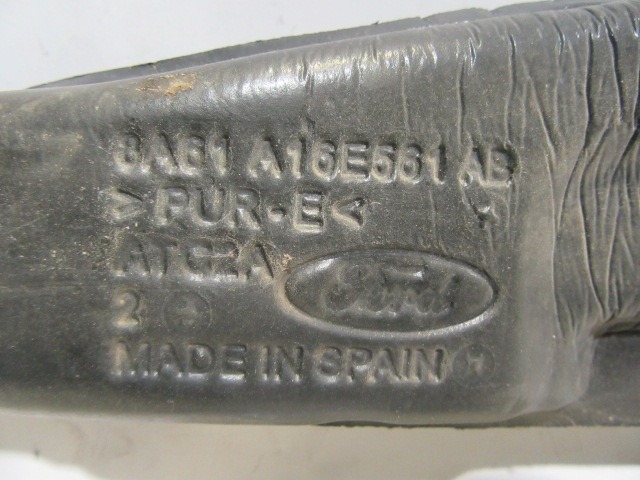 8A61 A16E561 AB
>PUR-E<
ATC2A
Ford
2
MADE IN SPAIN